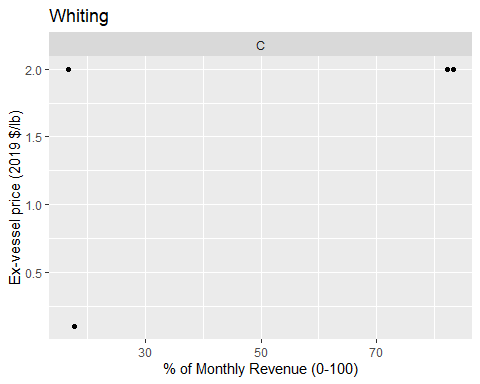 Whiting
C
2.0
1.5
1.0
0.5
Ex-vessel price (2019 $/lb)
30 50 70
% of Monthly Revenue (0-100)